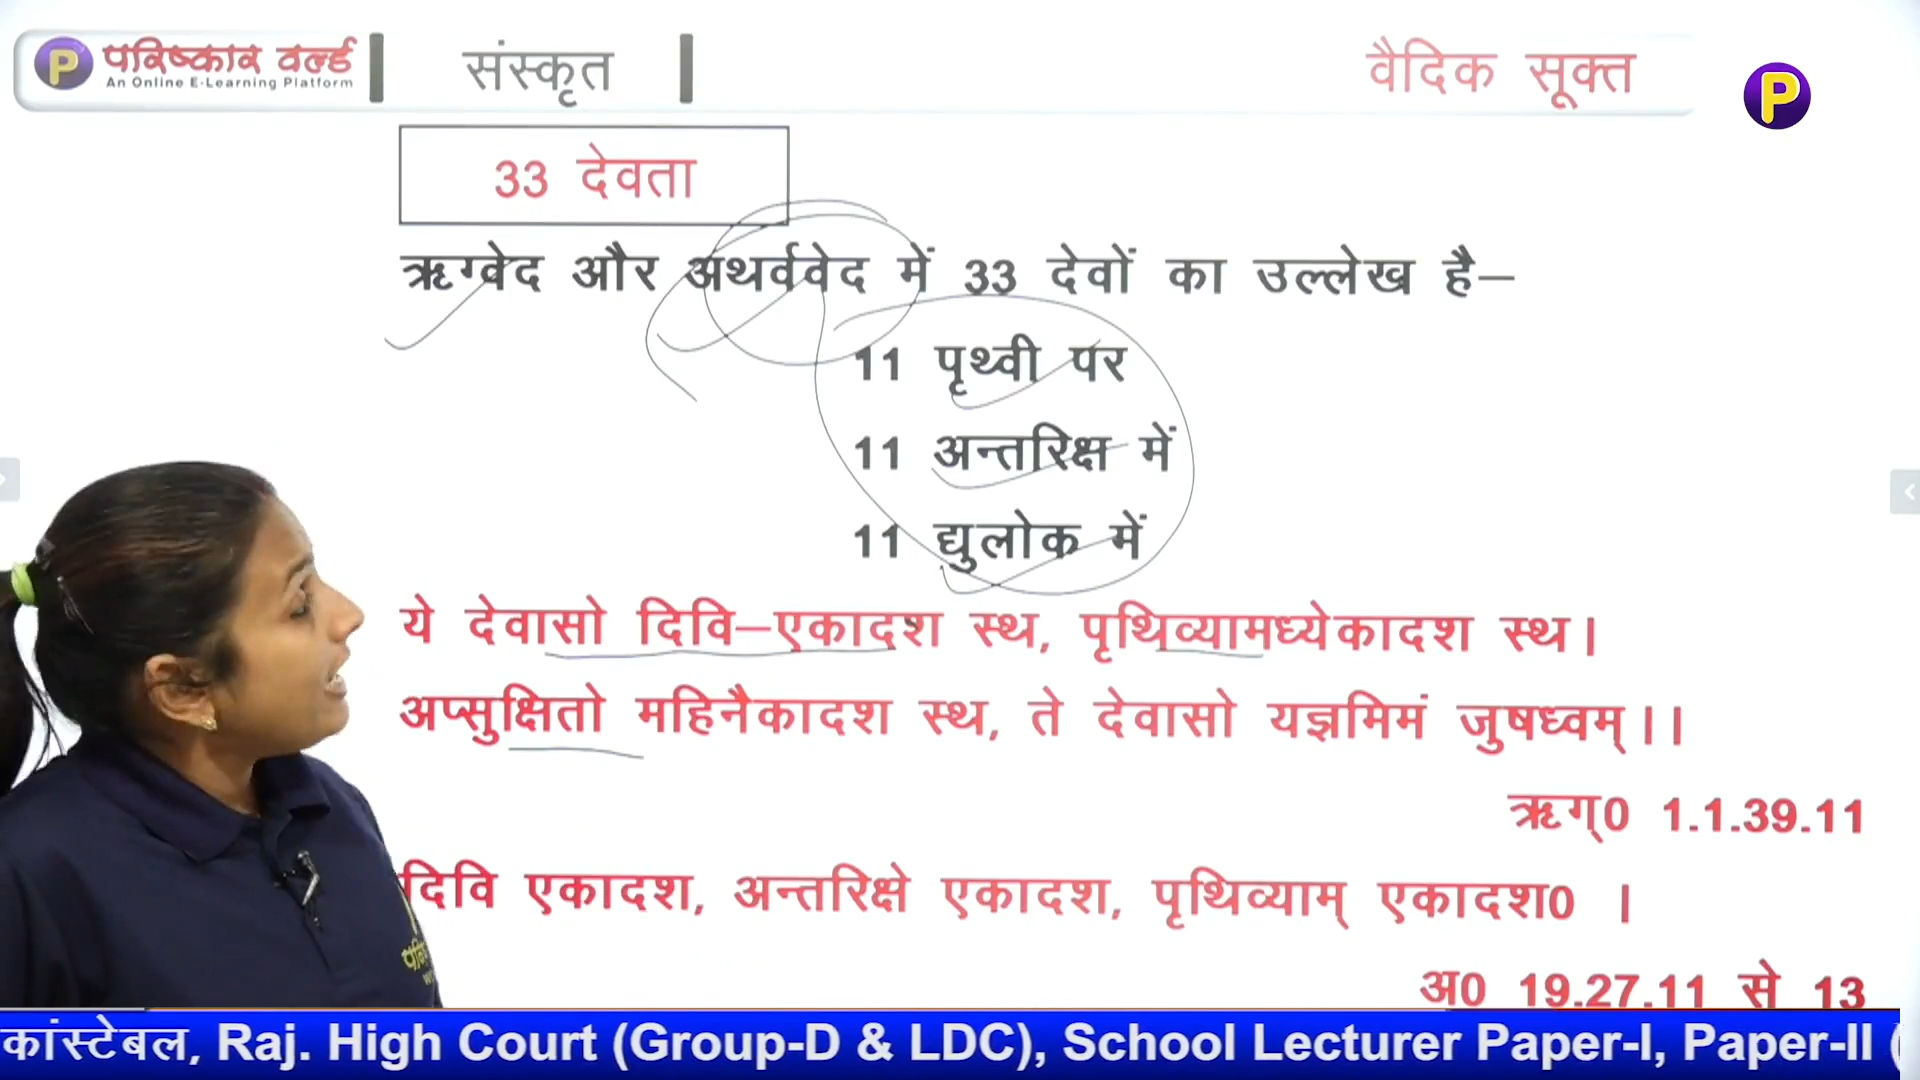 परिष्कार वर्ल्ड
An Online E-Learning Platform
संस्कृत
वैदिक सूक्त
P
33 देवता
ऋग्वेद और अथर्ववेद में 33 देवों का उल्लेख है–
11 पृथ्वी पर
11 अन्तरिक्ष में
11 द्युलोक में
ये देवासो दिवि–एकादश स्थ, पृथिव्यामध्येकादश स्थ।
अप्सुक्षितो महिनैकादश स्थ, ते देवासो यज्ञमिमं जुषध्वम्।।
ऋग्0 1.1.39.11
दिवि एकादश, अन्तरिक्षे एकादश, पृथिव्याम् एकादश0 ।
अ0 19.27.11 से 13
कांस्टेबल, Raj. High Court (Group-D & LDC), School Lecturer Paper-I, Paper-II (